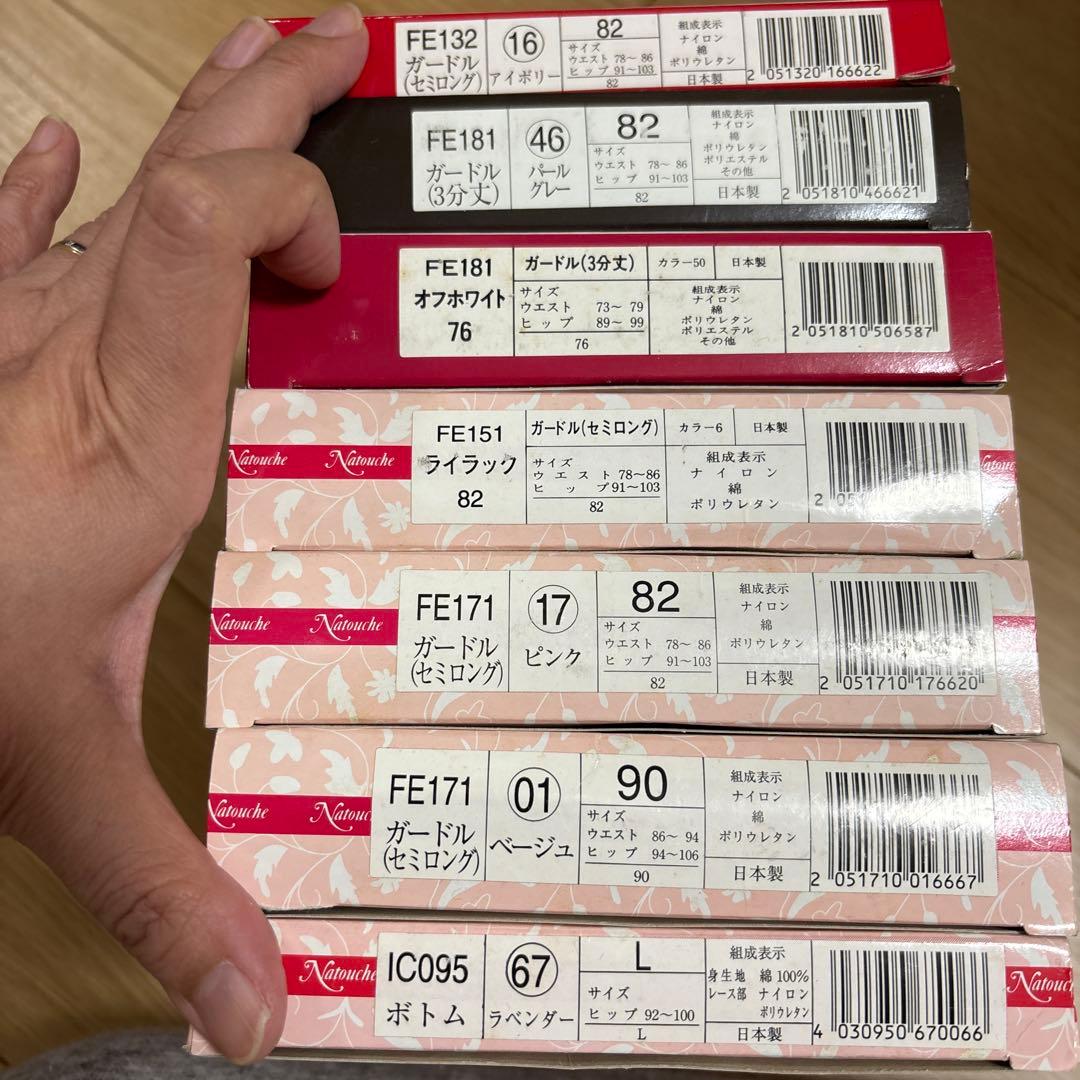 FE132
ガードル
(セミロング)
16
アイボリー
82
サイズ
ウエスト 78～ 86
ヒップ 91～103
82
組成表示
ナイロン
綿
ポリウレタン
日本製
2 051320 166622
FE181
ガードル
(3分丈)
46
パール
グレー
82
サイズ
ウエスト 78～ 86
ヒップ 91～103
82
組成表示
ナイロン
綿
ポリウレタン
ポリエステル
その他
日本製
2 051810 466621
FE181
オフホワイト
76
ガードル(3分丈)
サイズ
ウエスト 73～ 79
ヒップ 89～ 99
76
カラー50
日本製
組成表示
ナイロン
綿
ポリウレタン
ポリエステル
その他
2 051810 506587
Natouche Natouche
FE151
ライラック
82
ガードル(セミロング)
サイズ
ウエスト78～86
ヒップ91～103
82
カラー6
日本製
組成表示
ナイロン
綿
ポリウレタン
Natouche Natouche
FE171
ガードル
(セミロング)
17
ピンク
82
サイズ
ウエスト 78～ 86
ヒップ 91～103
82
組成表示
ナイロン
綿
ポリウレタン
日本製
2 051710 176620
Natouche Natouche
FE171
ガードル
(セミロング)
01
ベージュ
90
サイズ
ウエスト 86～ 94
ヒップ 94～106
90
組成表示
ナイロン
綿
ポリウレタン
日本製
2 051710 016667
Natouche
IC095
ボトム
67
ラベンダー
L
サイズ
ヒップ 92～100
L
組成表示
身生地 綿 100%
レース部 ナイロン
ポリウレタン
日本製
4 030950 670066
Natouche